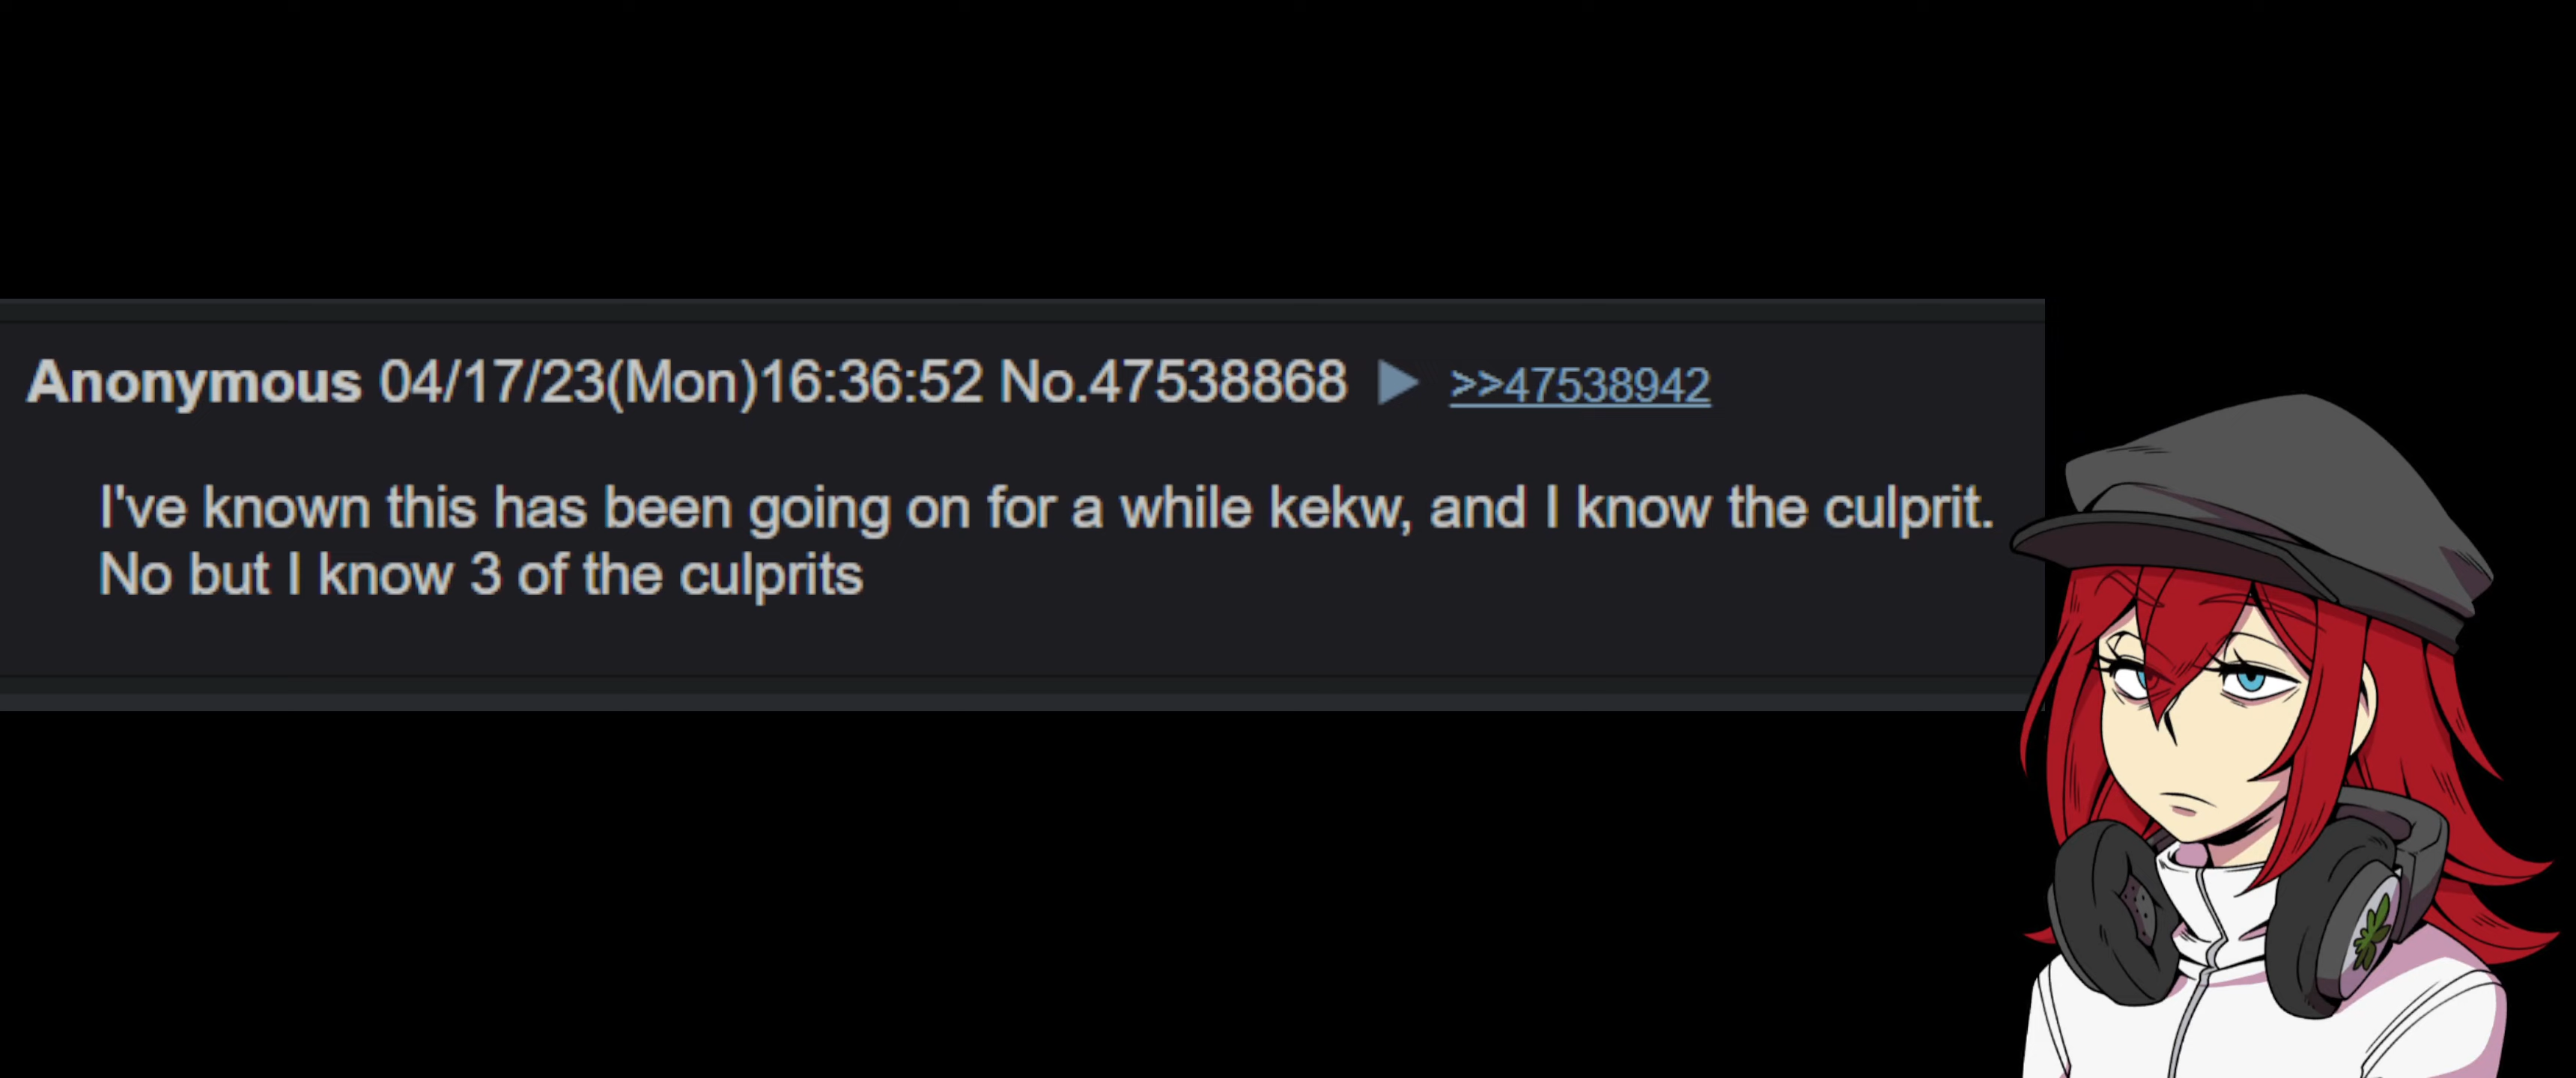 Anonymous 04/17/23(Mon)16:36:52 No.47538868 ▶ >>47538942
I've known this has been going on for a while kekw, and I know the culprit.
No but I know 3 of the culprits